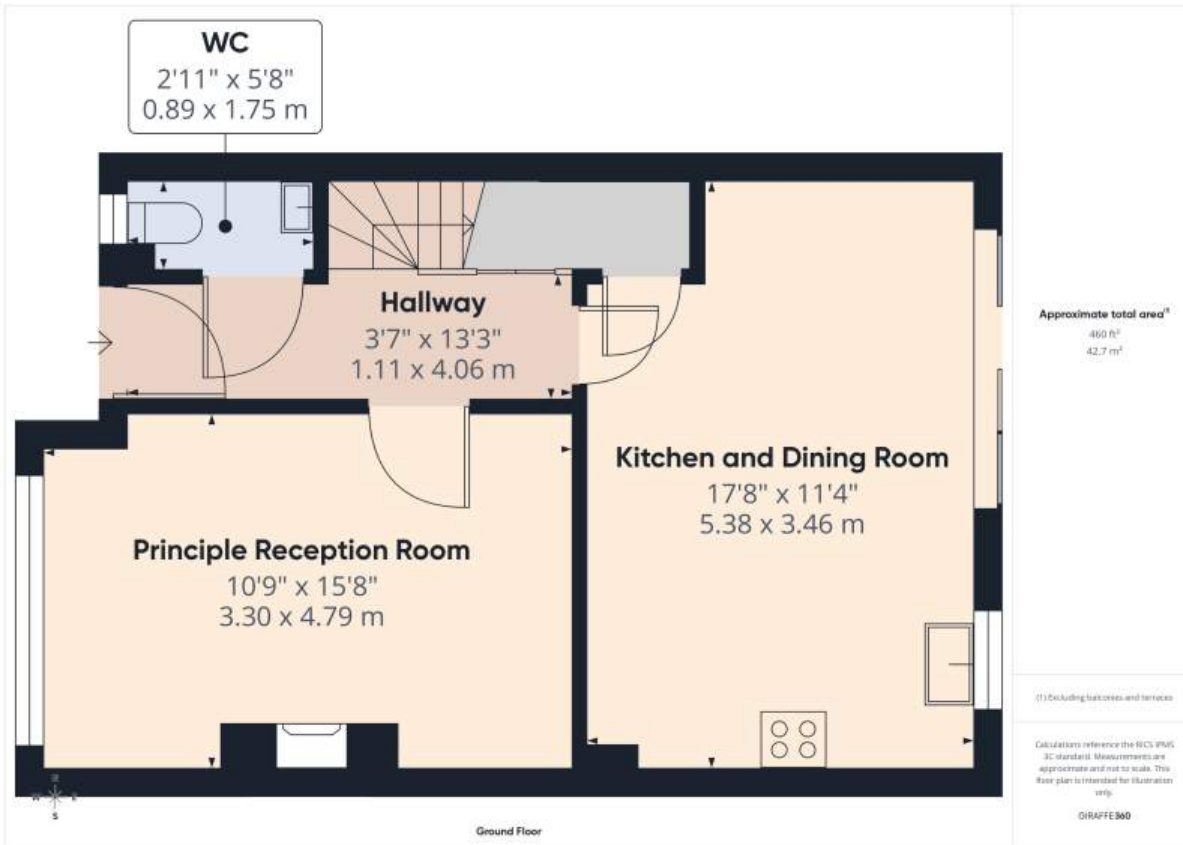 WC
2'11" x 5'8"
0.89 x 1.75 m
Hallway
3'7" x 13'3"
1.11 x 4.06 m
Kitchen and Dining Room
17'8" x 11'4"
5.38 x 3.46 m
Principle Reception Room
10'9" x 15'8"
3.30 x 4.79 m
S
Ground Floor
Approximate total area(1)
460 ft²
42.7 m²
(1) Excluding balconies and terraces
Calculations reference the RICS IPMS
3C standard. Measurements are
approximate and not to scale. This
floor plan is intended for illustration
only.
GIRAFFE360